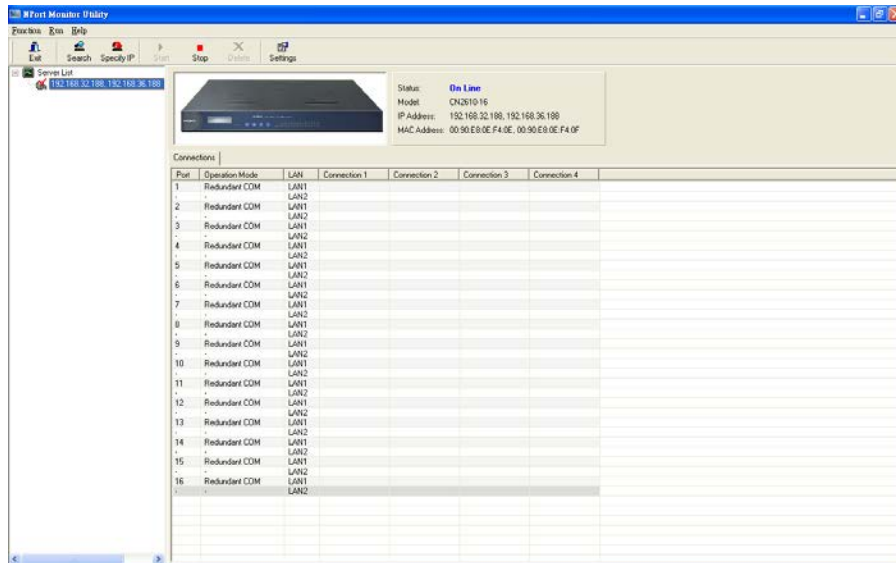 NPort Monitor Utility
Function Run Help
Exit Search Specify IP Start Stop Delete Settings
Server List
192.168.32.188, 192.168.36.188
Status: On Line
Model: CN2610-16
IP Address: 192.168.32.188, 192.168.36.188
MAC Address: 00:90:E8:0E:F4:0E, 00:90:E8:0E:F4:0F
Connections
Port Operation Mode LAN Connection 1 Connection 2 Connection 3 Connection 4
1 Redundant COM LAN1
. . LAN2
2 Redundant COM LAN1
. . LAN2
3 Redundant COM LAN1
. . LAN2
4 Redundant COM LAN1
. . LAN2
5 Redundant COM LAN1
. . LAN2
6 Redundant COM LAN1
. . LAN2
7 Redundant COM LAN1
. . LAN2
8 Redundant COM LAN1
. . LAN2
9 Redundant COM LAN1
. . LAN2
10 Redundant COM LAN1
. . LAN2
11 Redundant COM LAN1
. . LAN2
12 Redundant COM LAN1
. . LAN2
13 Redundant COM LAN1
. . LAN2
14 Redundant COM LAN1
. . LAN2
15 Redundant COM LAN1
. . LAN2
16 Redundant COM LAN1
. . LAN2